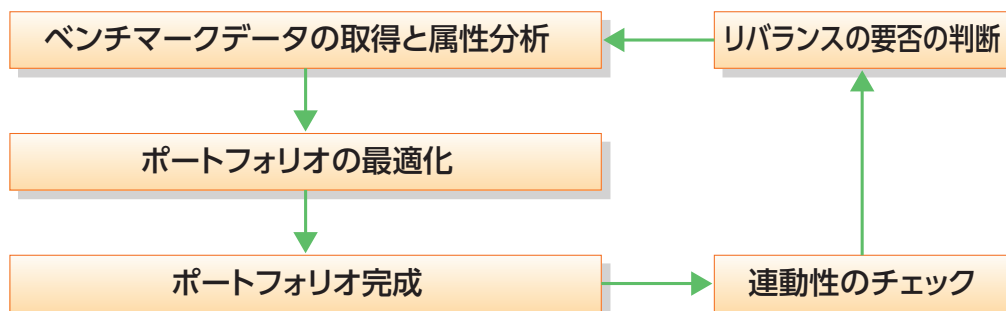 ベンチマークデータの取得と属性分析
リバランスの要否の判断
ポートフォリオの最適化
ポートフォリオ完成
連動性のチェック